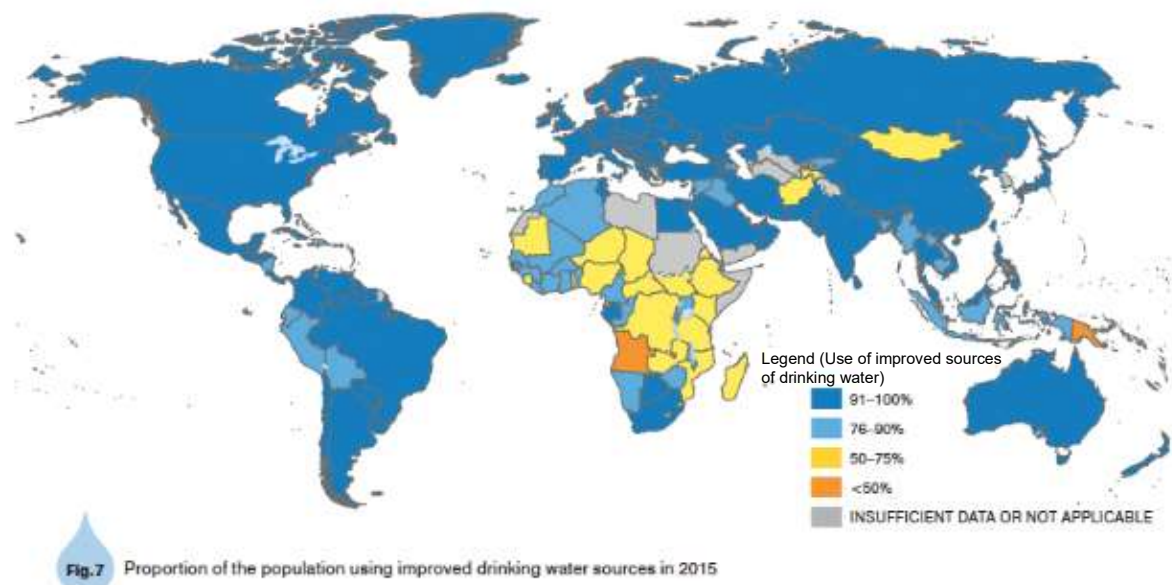 Legend (Use of improved sources
of drinking water)
91–100%
76–90%
50–75%
<50%
INSUFFICIENT DATA OR NOT APPLICABLE
Fig.7 Proportion of the population using improved drinking water sources in 2015